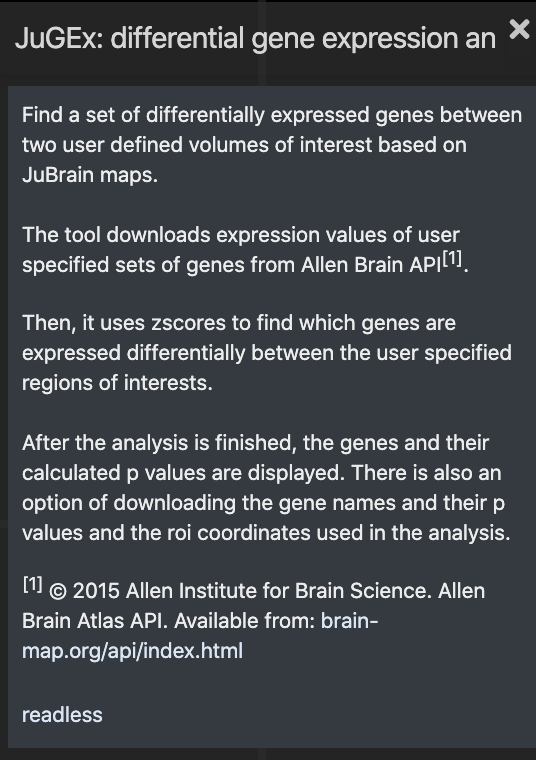 JuGEx: differential gene expression an
Find a set of differentially expressed genes between
two user defined volumes of interest based on
JuBrain maps.
The tool downloads expression values of user
specified sets of genes from Allen Brain API[1].
Then, it uses zscores to find which genes are
expressed differentially between the user specified
regions of interests.
After the analysis is finished, the genes and their
calculated p values are displayed. There is also an
option of downloading the gene names and their p
values and the roi coordinates used in the analysis.
[1] © 2015 Allen Institute for Brain Science. Allen
Brain Atlas API. Available from: brain-
map.org/api/index.html
readless